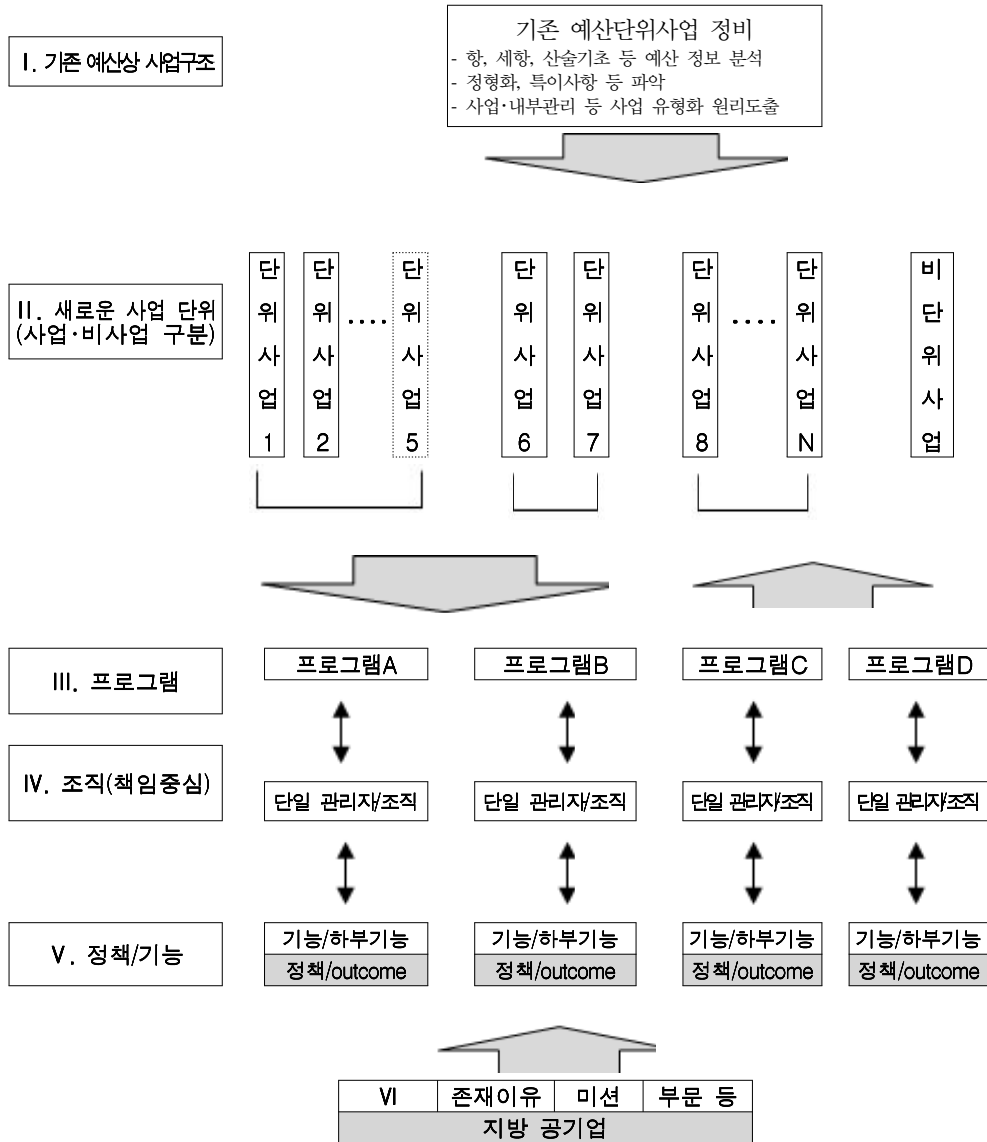 기존 예산단위사업 정비
Ⅰ. 기존 예산상 사업구조
- 항, 세항, 산술기초 등 예산 정보 분석
- 정형화, 특이사항 등 파악
- 사업·내부관리 등 사업 유형화 원리도출
Ⅱ. 새로운 사업 단위
(사업·비사업 구분)
단위사업1
단위사업2
....
단위사업5
단위사업6
단위사업7
단위사업8
....
단위사업N
비단위사업
Ⅲ. 프로그램
프로그램A
프로그램B
프로그램C
프로그램D
Ⅳ. 조직(책임중심)
단일 관리자/조직
단일 관리자/조직
단일 관리자/조직
단일 관리자/조직
Ⅴ. 정책/기능
기능/하부기능
기능/하부기능
기능/하부기능
기능/하부기능
정책/outcome
정책/outcome
정책/outcome
정책/outcome
Ⅵ 존재이유 미션 부문 등
지방 공기업